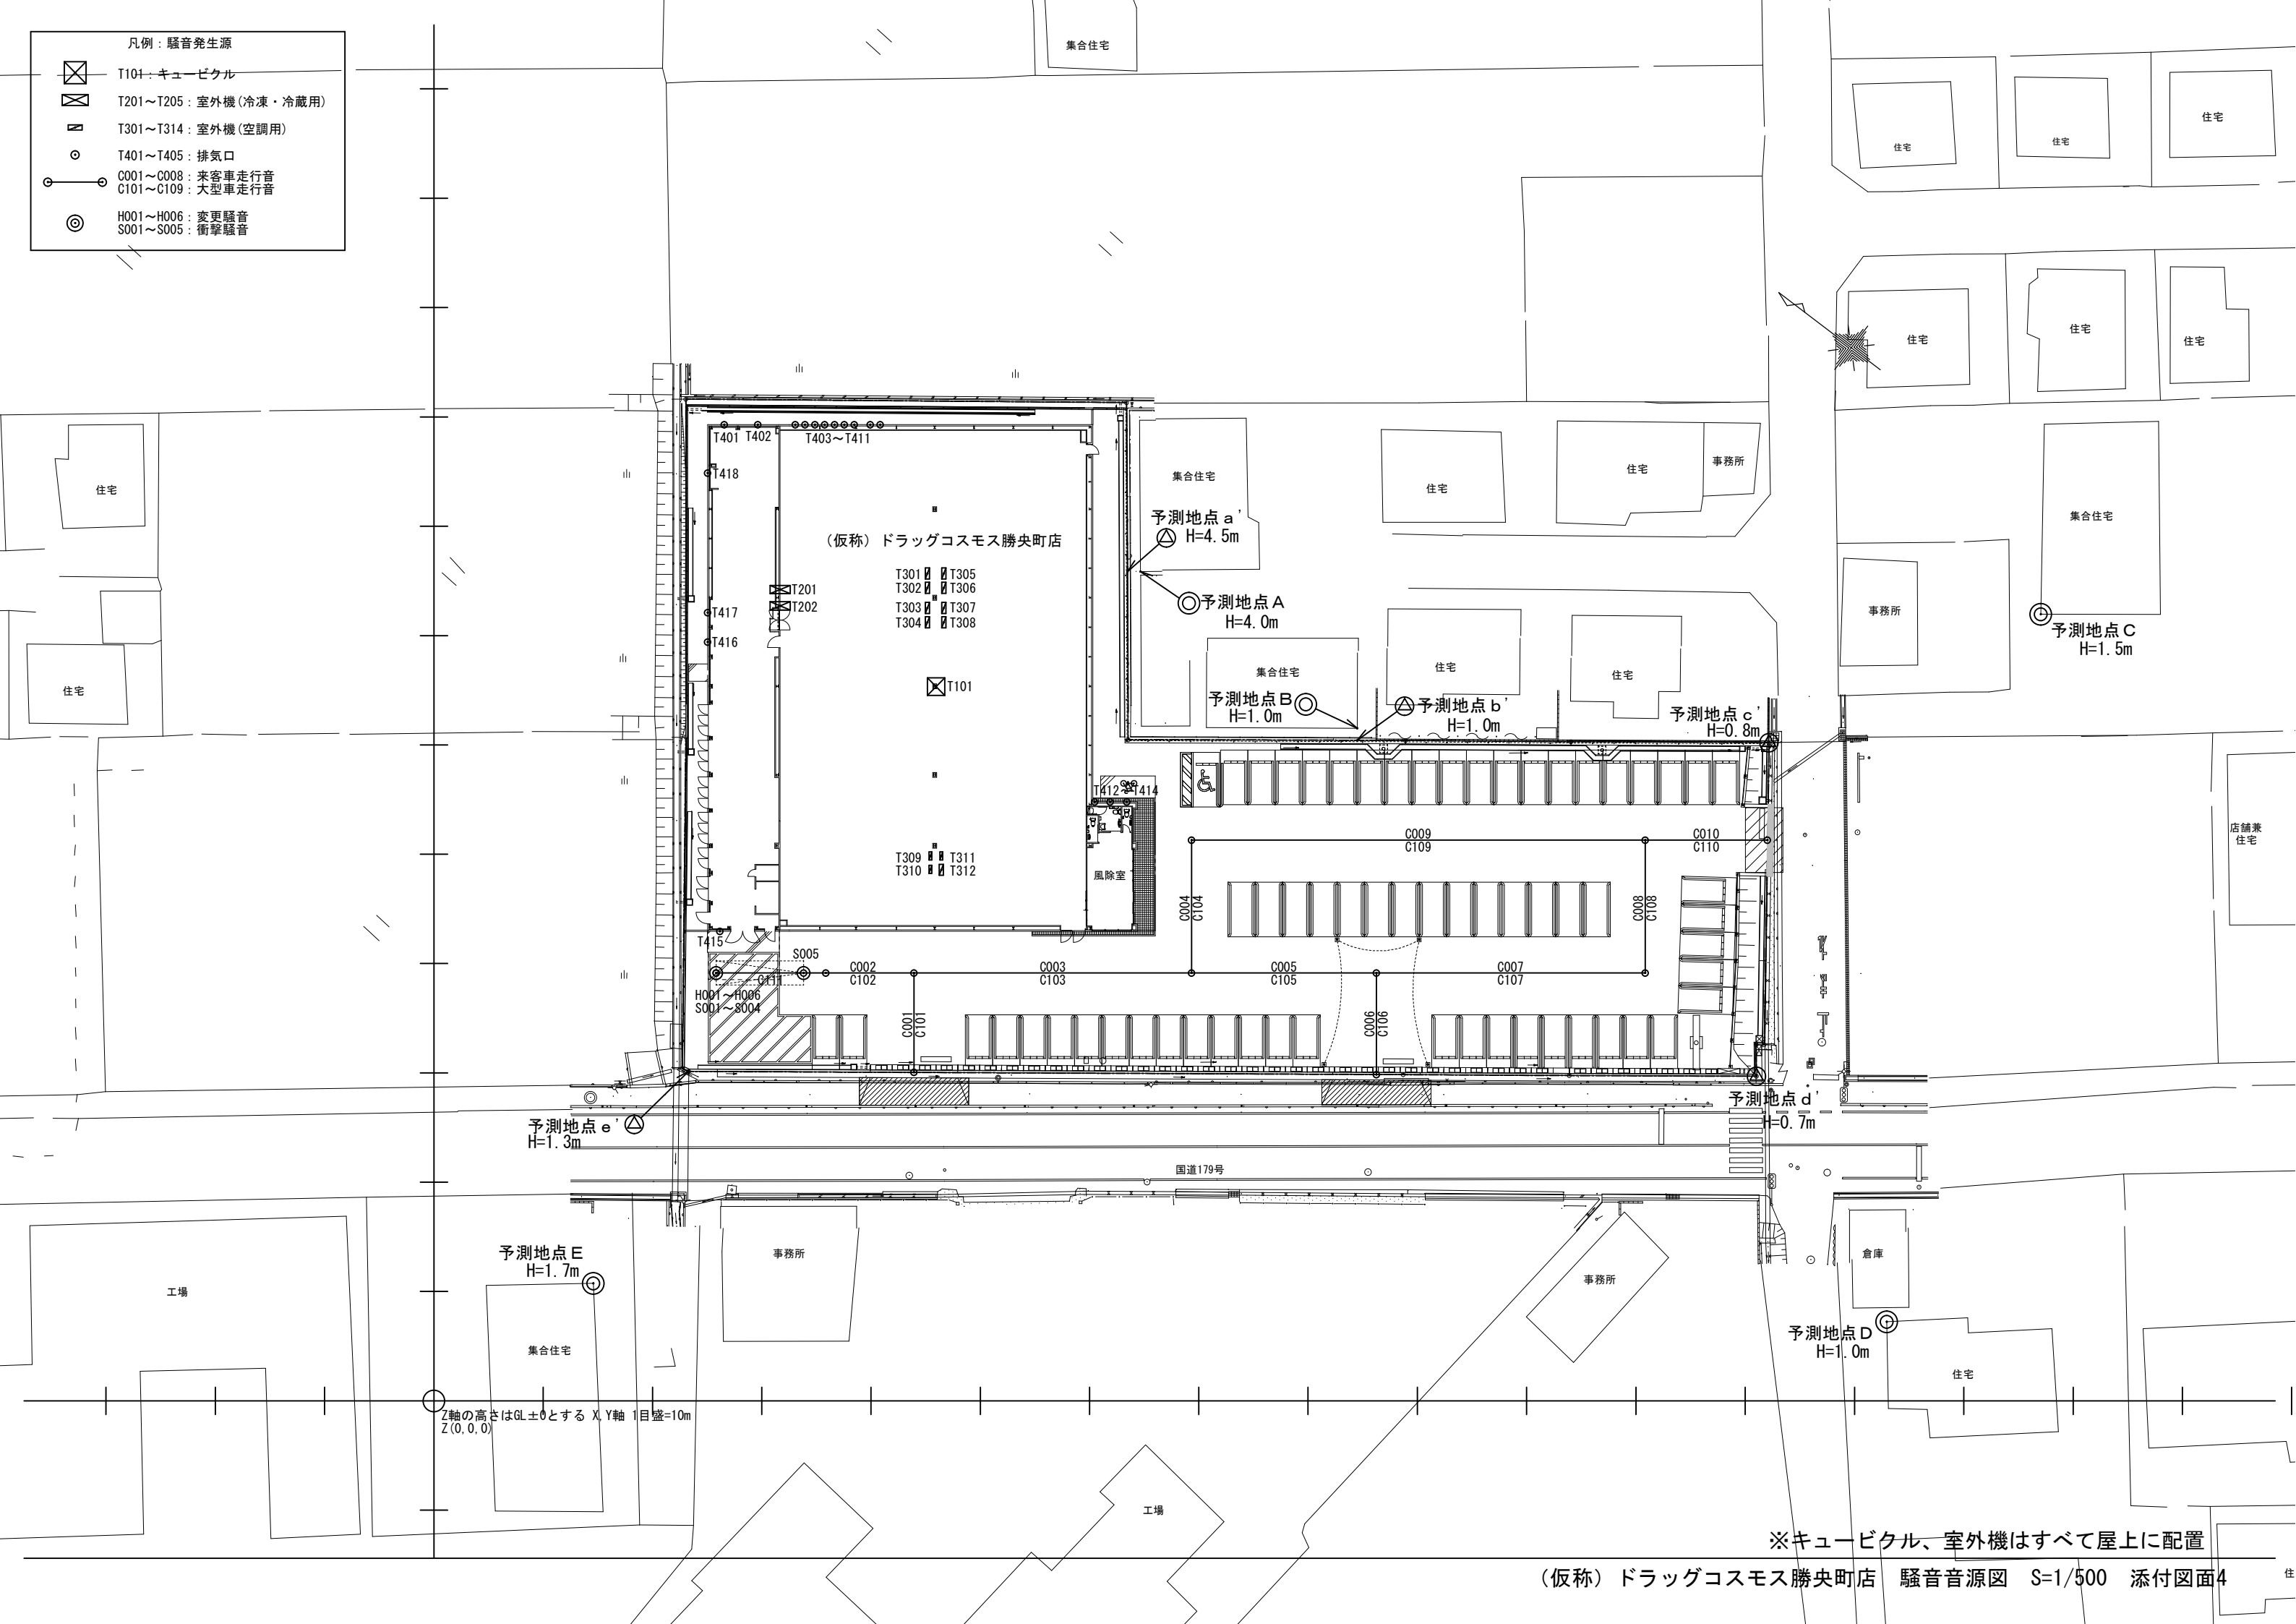 凡例：騒音発生源
T101：キュービクル
T201～T205：室外機(冷凍・冷蔵用)
T301～T314：室外機(空調用)
T401～T405：排気口
C001～C008：来客車走行音
C101～C109：大型車走行音
H001～H006：変更騒音
S001～S005：衝撃騒音
集合住宅
住宅
住宅
住宅
住宅
住宅
住宅
住宅
住宅
T401
T402
T403～T411
T418
集合住宅
住宅
住宅
事務所
集合住宅
（仮称）ドラッグコスモス勝央町店
予測地点a'
H=4.5m
T301
T305
T302
T306
T303
T307
T304
T308
T201
T202
T417
T416
予測地点A
H=4.0m
事務所
予測地点C
H=1.5m
集合住宅
住宅
住宅
住宅
T101
予測地点B
H=1.0m
予測地点b'
H=1.0m
予測地点c'
H=0.8m
T412～T414
C009
C109
C010
C110
店舗兼
住宅
T309
T311
T310
T312
風除室
C004
C104
C008
C108
T415
S005
C111
C002
C102
C003
C103
C005
C105
C007
C107
H001～H006
S001～S004
C001
C101
C006
C106
予測地点e'
H=1.3m
予測地点d'
H=0.7m
国道179号
予測地点E
H=1.7m
事務所
事務所
倉庫
工場
集合住宅
予測地点D
H=1.0m
住宅
Z軸の高さはGL±0とする X,Y軸 1目盛=10m
Z(0,0,0)
工場
※キュービクル、室外機はすべて屋上に配置
（仮称）ドラッグコスモス勝央町店　騒音音源図　S=1/500　添付図面4